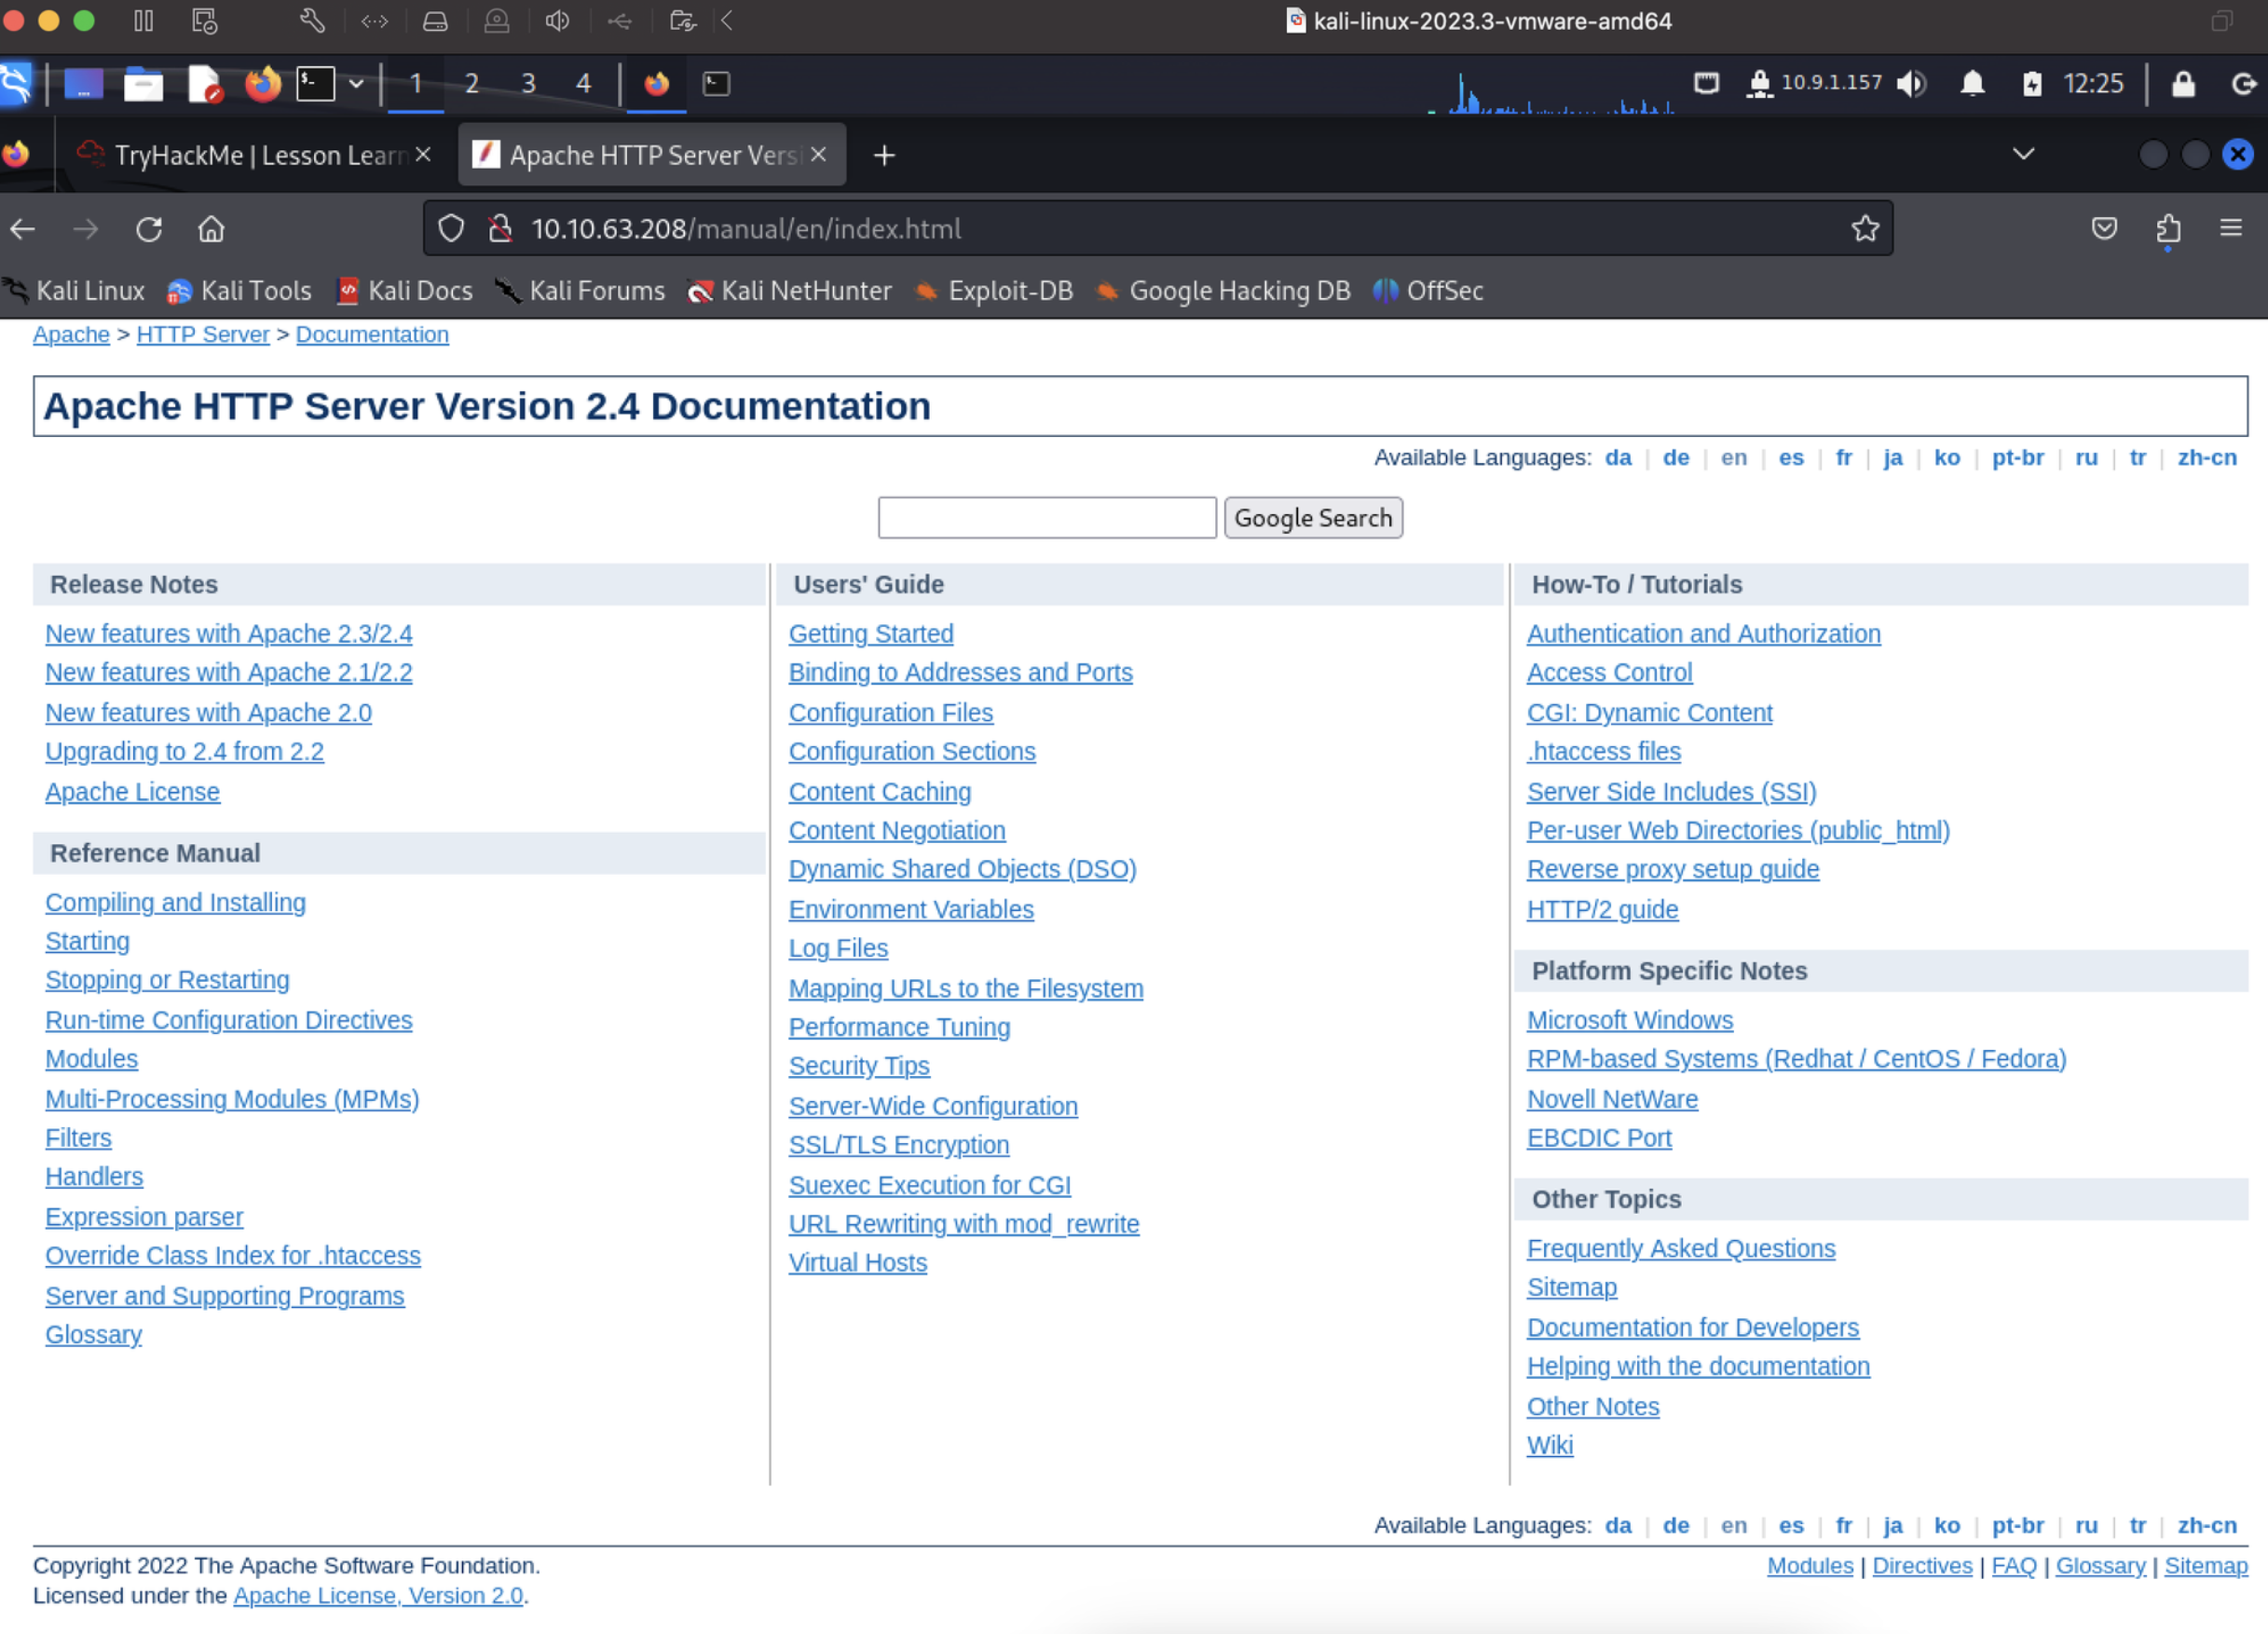 kali-linux-2023.3-vmware-amd64
1 2 3 4 10.9.1.157 12:25
TryHackMe | Lesson Learn Apache HTTP Server Versi
10.10.63.208/manual/en/index.html
Kali Linux Kali Tools Kali Docs Kali Forums Kali NetHunter Exploit-DB Google Hacking DB OffSec
Apache > HTTP Server > Documentation
Apache HTTP Server Version 2.4 Documentation
Available Languages: da | de | en | es | fr | ja | ko | pt-br | ru | tr | zh-cn
Google Search
Release Notes
New features with Apache 2.3/2.4
New features with Apache 2.1/2.2
New features with Apache 2.0
Upgrading to 2.4 from 2.2
Apache License
Reference Manual
Compiling and Installing
Starting
Stopping or Restarting
Run-time Configuration Directives
Modules
Multi-Processing Modules (MPMs)
Filters
Handlers
Expression parser
Override Class Index for .htaccess
Server and Supporting Programs
Glossary
Users' Guide
Getting Started
Binding to Addresses and Ports
Configuration Files
Configuration Sections
Content Caching
Content Negotiation
Dynamic Shared Objects (DSO)
Environment Variables
Log Files
Mapping URLs to the Filesystem
Performance Tuning
Security Tips
Server-Wide Configuration
SSL/TLS Encryption
Suexec Execution for CGI
URL Rewriting with mod_rewrite
Virtual Hosts
How-To / Tutorials
Authentication and Authorization
Access Control
CGI: Dynamic Content
.htaccess files
Server Side Includes (SSI)
Per-user Web Directories (public_html)
Reverse proxy setup guide
HTTP/2 guide
Platform Specific Notes
Microsoft Windows
RPM-based Systems (Redhat / CentOS / Fedora)
Novell NetWare
EBCDIC Port
Other Topics
Frequently Asked Questions
Sitemap
Documentation for Developers
Helping with the documentation
Other Notes
Wiki
Available Languages: da | de | en | es | fr | ja | ko | pt-br | ru | tr | zh-cn
Copyright 2022 The Apache Software Foundation.
Licensed under the Apache License, Version 2.0.
Modules | Directives | FAQ | Glossary | Sitemap